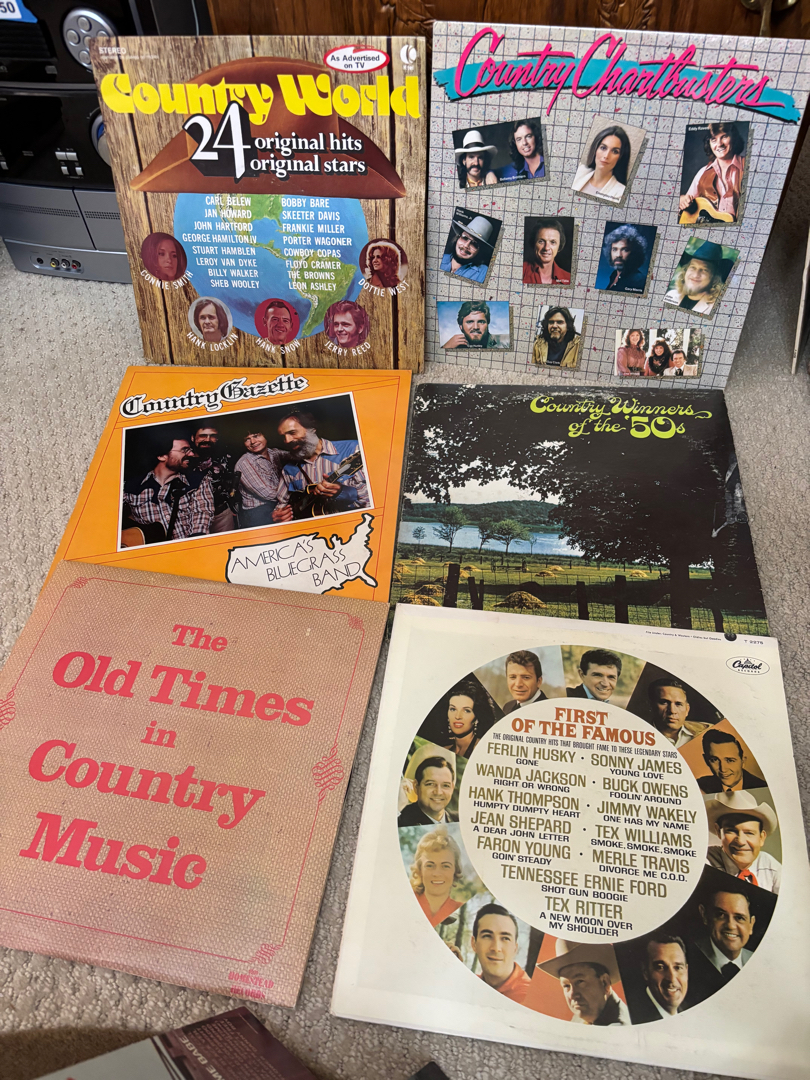 50
STEREO
As Advertised
on TV
Country World
24 original hits
original stars
CARL BELEW
JAN HOWARD
JOHN HARTFORD
GEORGE HAMILTON IV
STUART HAMBLEN
LEROY VAN DYKE
BILLY WALKER
SHEB WOOLEY
BOBBY BARE
SKEETER DAVIS
FRANKIE MILLER
PORTER WAGONER
COWBOY COPAS
FLOYD CRAMER
THE BROWNS
LEON ASHLEY
CONNIE SMITH
HANK LOCKLIN
HANK SNOW
JERRY REED
DOTTIE WEST
Country Chartbusters
Country Gazette
AMERICA'S
BLUEGRASS
BAND
Country Winners
of the '50s
The
Old Times
in
Country
Music
HOMESTEAD
RECORDS
T 2275
Capitol
RECORDS
FIRST
OF THE FAMOUS
THE ORIGINAL COUNTRY HITS THAT BROUGHT FAME TO THESE LEGENDARY STARS
FERLIN HUSKY • SONNY JAMES
GONE YOUNG LOVE
WANDA JACKSON • BUCK OWENS
RIGHT OR WRONG FOOLIN' AROUND
HANK THOMPSON • JIMMY WAKELY
HUMPTY DUMPTY HEART ONE HAS MY NAME
JEAN SHEPARD • TEX WILLIAMS
A DEAR JOHN LETTER SMOKE, SMOKE, SMOKE
FARON YOUNG • MERLE TRAVIS
GOIN' STEADY DIVORCE ME C.O.D.
TENNESSEE ERNIE FORD
SHOT GUN BOOGIE
TEX RITTER
A NEW MOON OVER
MY SHOULDER